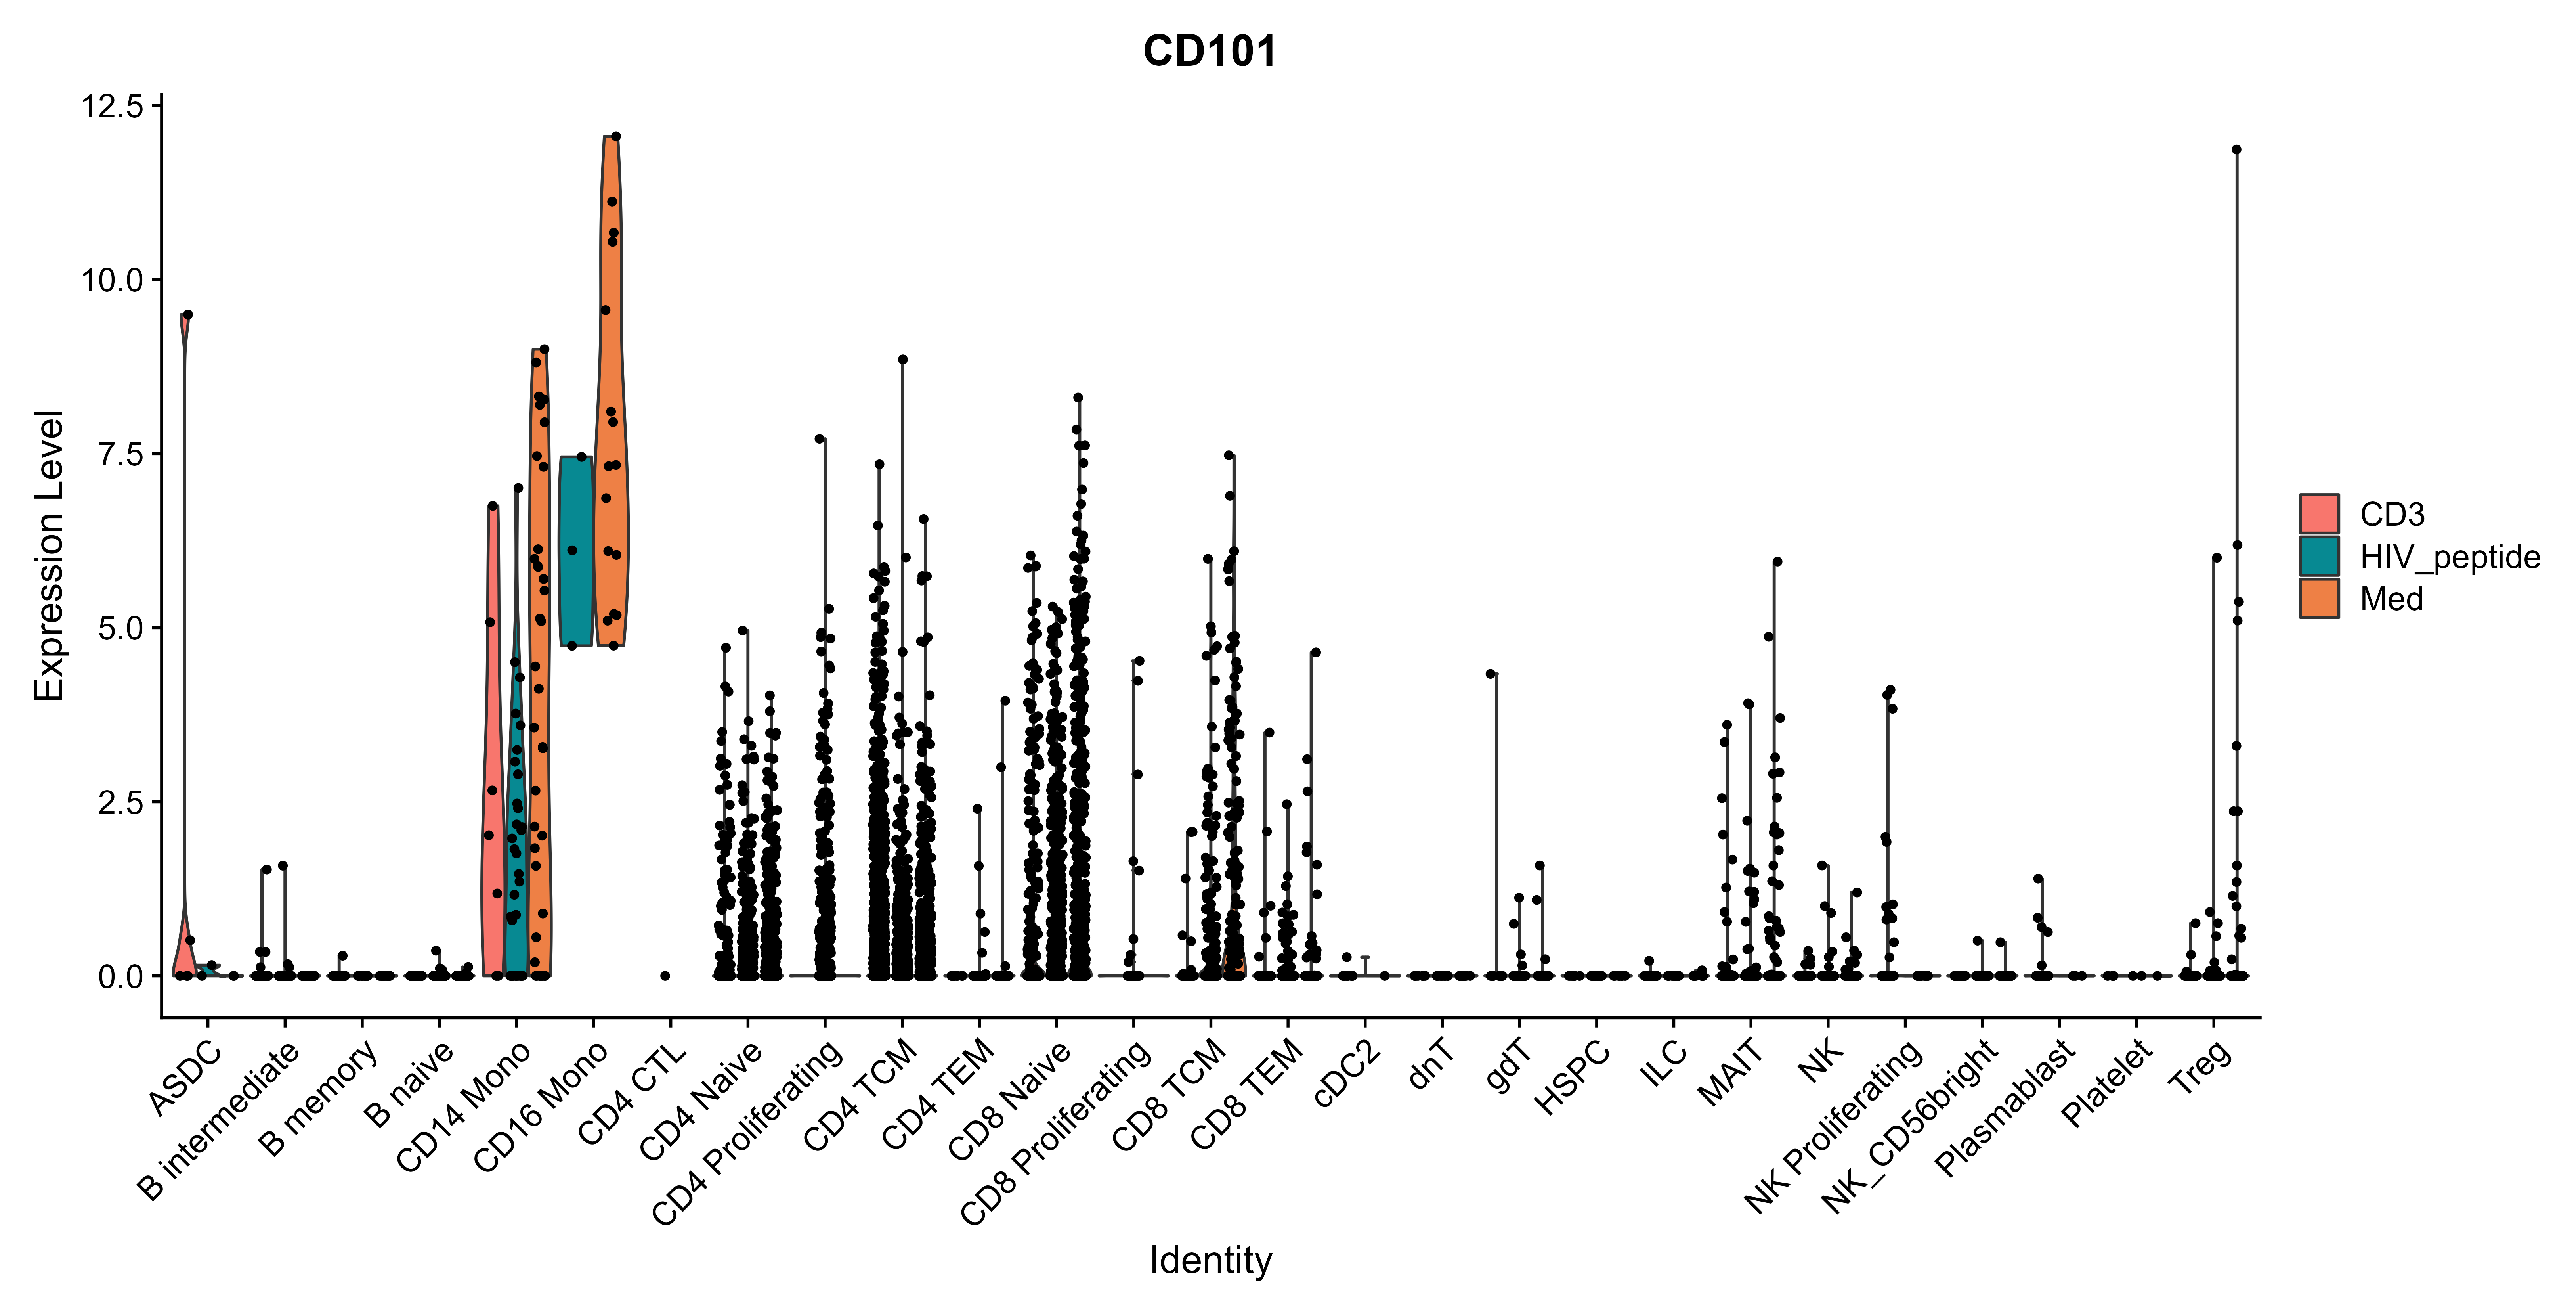 CD101
12.5
10.0
7.5
5.0
2.5
0.0
Expression Level
ASDC
B intermediate
B memory
B naive
CD14 Mono
CD16 Mono
CD4 CTL
CD4 Naive
CD4 Proliferating
CD4 TCM
CD4 TEM
CD8 Naive
CD8 Proliferating
CD8 TCM
CD8 TEM
cDC2
dnT
gdT
HSPC
ILC
MAIT
NK
NK Proliferating
NK_CD56bright
Plasmablast
Platelet
Treg
Identity
CD3
HIV_peptide
Med